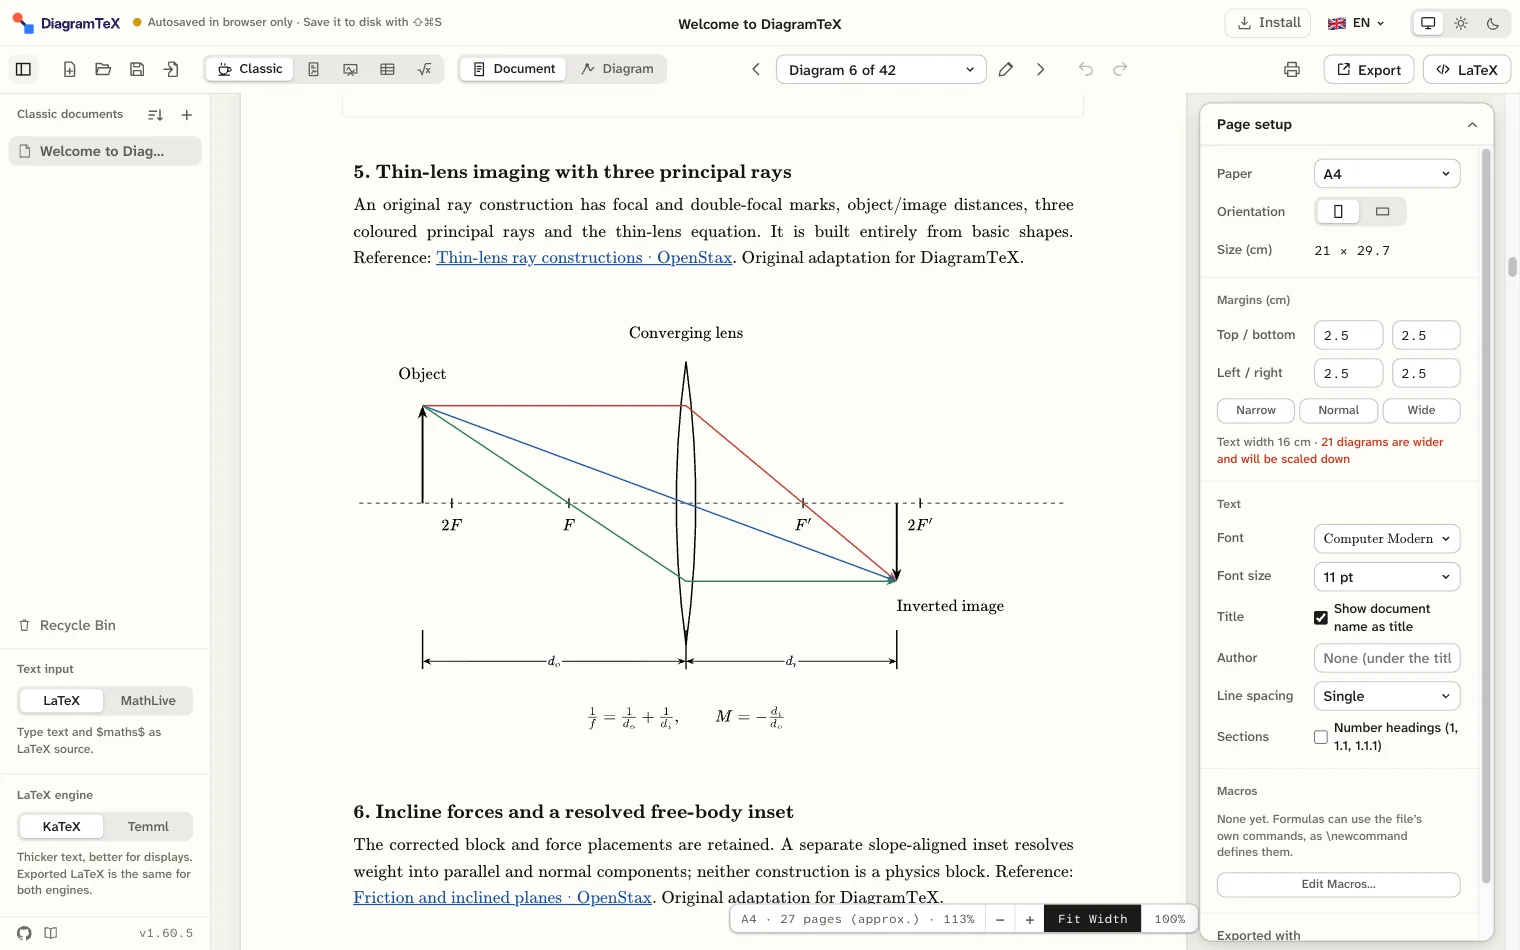 DiagramTeX
Autosaved in browser only · Save it to disk with ⇧⌘S
Welcome to DiagramTeX
Install
EN
Classic
Document
Diagram
Diagram 6 of 42
Export
LaTeX
Classic documents
Welcome to Diag...
Recycle Bin
Text input
LaTeX
MathLive
Type text and $maths$ as
LaTeX source.
LaTeX engine
KaTeX
Temml
Thicker text, better for displays.
Exported LaTeX is the same for
both engines.
v1.60.5
5. Thin-lens imaging with three principal rays
An original ray construction has focal and double-focal marks, object/image distances, three
coloured principal rays and the thin-lens equation. It is built entirely from basic shapes.
Reference: Thin-lens ray constructions · OpenStax. Original adaptation for DiagramTeX.
Converging lens
Object
2F
F
F′
2F′
Inverted image
d_o
d_i
1/f = 1/d_o + 1/d_i, M = −d_i/d_o
6. Incline forces and a resolved free-body inset
The corrected block and force placements are retained. A separate slope-aligned inset resolves
weight into parallel and normal components; neither construction is a physics block. Reference:
Friction and inclined planes · OpenStax. Original adaptation for DiagramTeX.
A4 · 27 pages (approx.) · 113%
−
+
Fit Width
100%
Page setup
Paper
A4
Orientation
Size (cm)
21 × 29.7
Margins (cm)
Top / bottom
2.5
2.5
Left / right
2.5
2.5
Narrow
Normal
Wide
Text width 16 cm · 21 diagrams are wider
and will be scaled down
Text
Font
Computer Modern
Font size
11 pt
Title
Show document
name as title
Author
None (under the titl
Line spacing
Single
Sections
Number headings (1,
1.1, 1.1.1)
Macros
None yet. Formulas can use the file's
own commands, as \newcommand
defines them.
Edit Macros...
Exported with